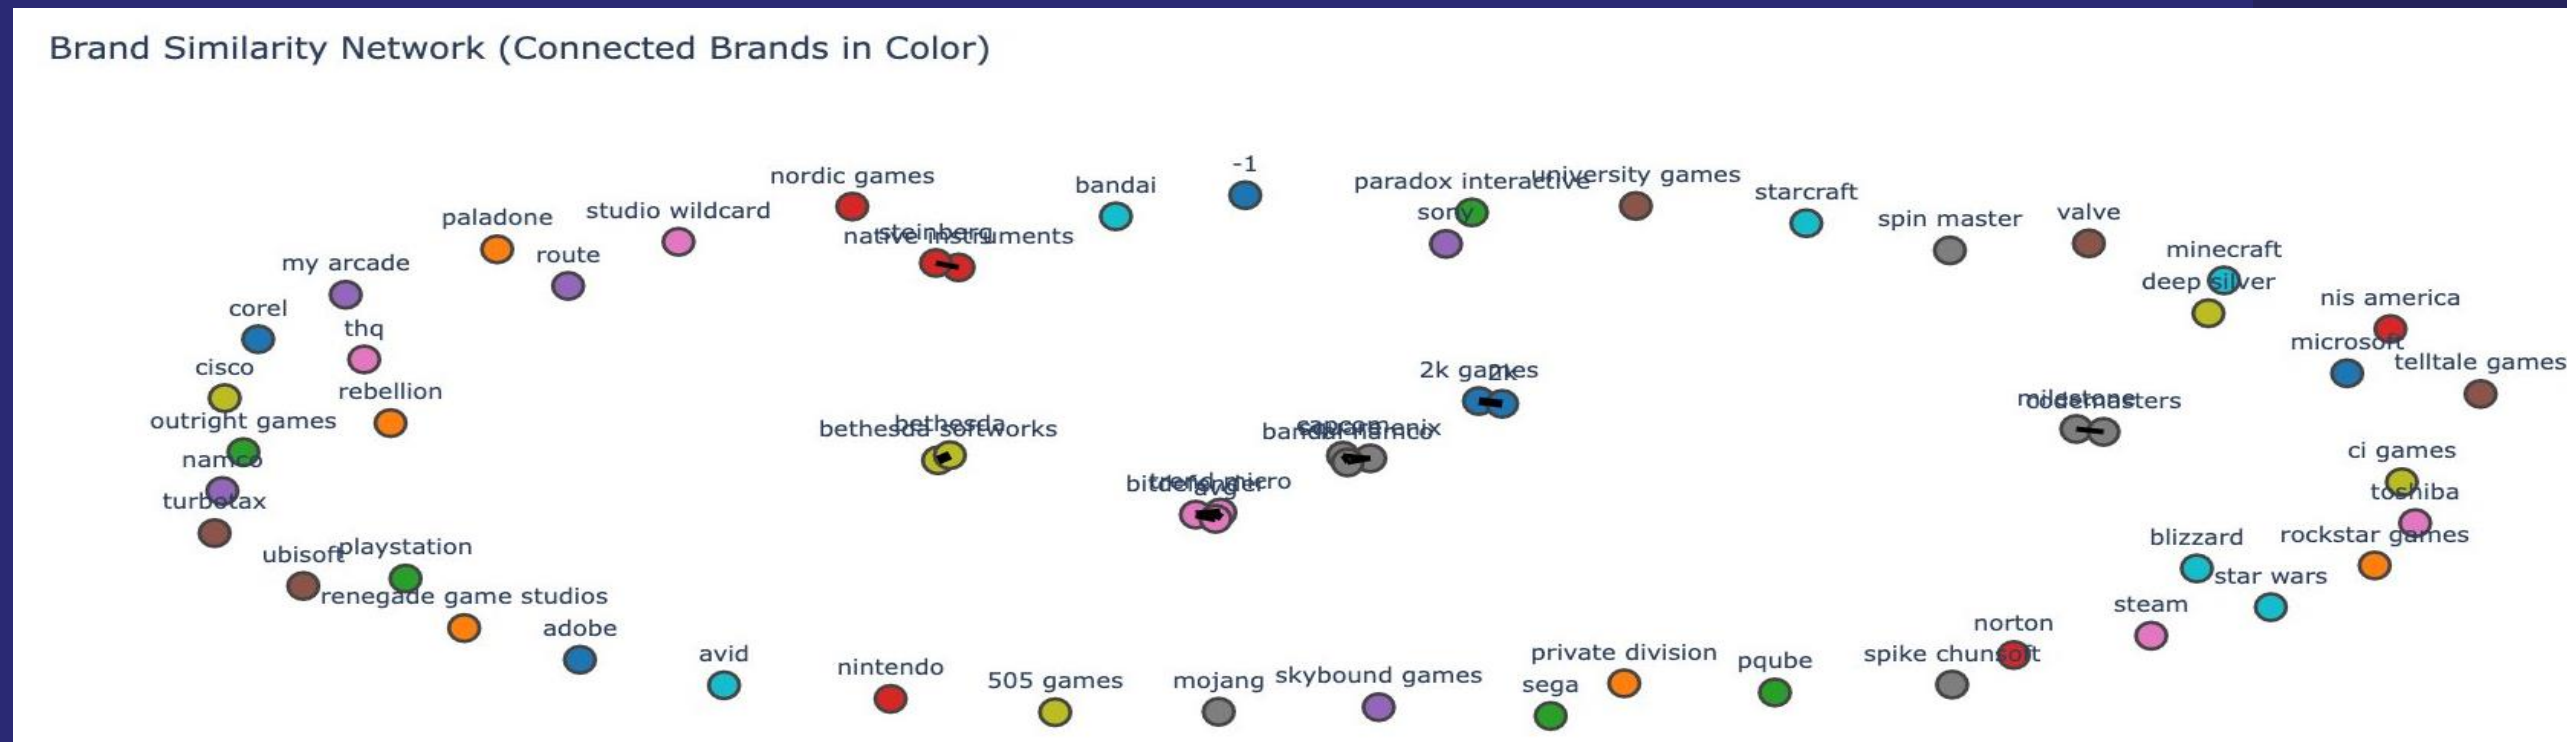 Brand Similarity Network (Connected Brands in Color)
-1
nordic games
bandai
paradox interactive
university games
starcraft
paladone
studio wildcard
sony
spin master
valve
steinberg
native instruments
my arcade
route
minecraft
deep silver
corel
nis america
thq
microsoft
cisco
2k games
2k
telltale games
rebellion
milestone
codemasters
outright games
bethesda
bethesda softworks
capcom
bandai namco
ci games
namco
trend micro
bitdefender
avg
toshiba
turbotax
ubisoft
playstation
blizzard
rockstar games
renegade game studios
star wars
steam
adobe
norton
avid
nintendo
private division
pqube
spike chunsoft
505 games
mojang
skybound games
sega